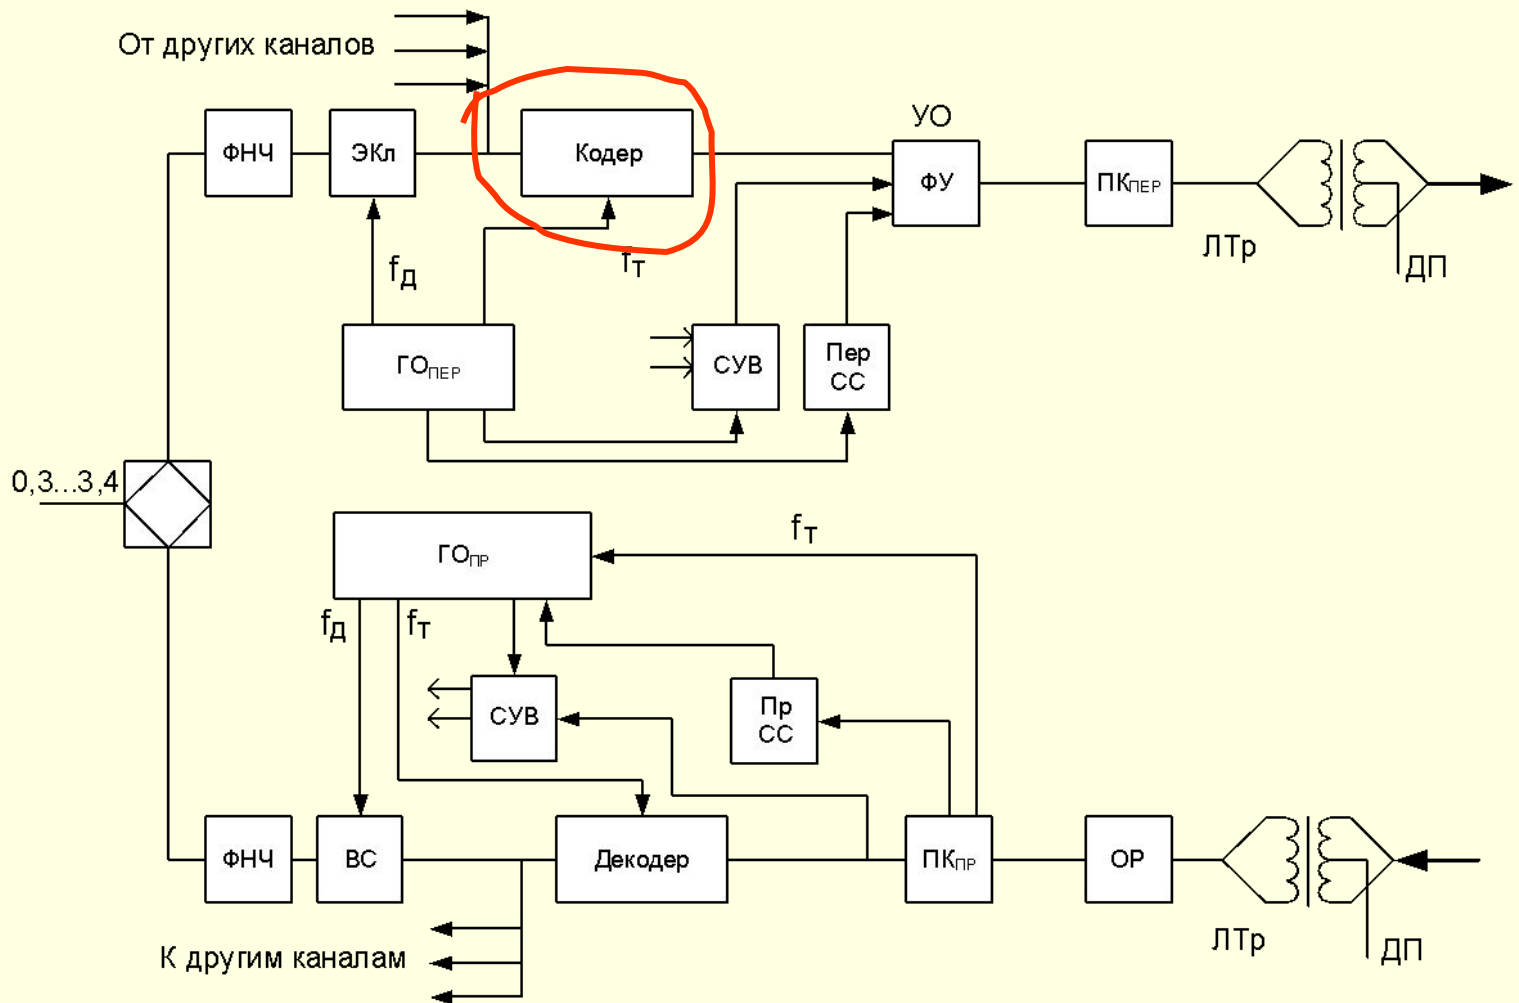 От других каналов
УО
ФНЧ
ЭКл
Кодер
ФУ
ПКПЕР
fД
fТ
ЛТр
ДП
ГОПЕР
СУВ
Пер
СС
0,3...3,4
ГОПР
fТ
fД
fТ
СУВ
Пр
СС
ФНЧ
ВС
Декодер
ПКПР
ОР
ЛТр
ДП
К другим каналам